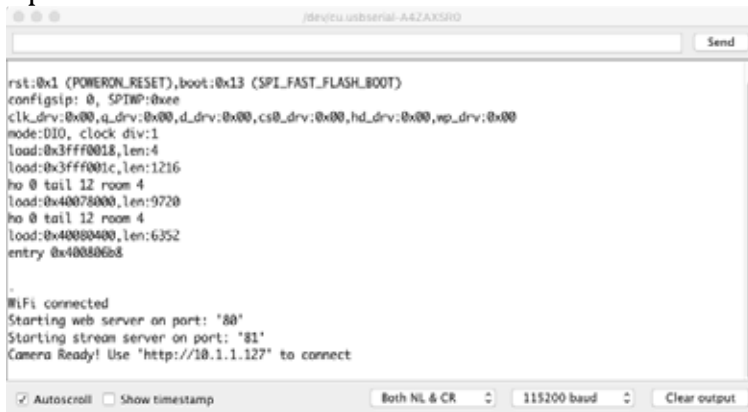 /dev/cu.usbserial-A4ZAXSR0
Send
rst:0x1 (POWERON_RESET),boot:0x13 (SPI_FAST_FLASH_BOOT)
configsip: 0, SPIWP:0xee
clk_drv:0x00,q_drv:0x00,d_drv:0x00,cs0_drv:0x00,hd_drv:0x00,wp_drv:0x00
mode:DIO, clock div:1
load:0x3fff0018,len:4
load:0x3fff001c,len:1216
ho 0 tail 12 room 4
load:0x40078000,len:9720
ho 0 tail 12 room 4
load:0x40080400,len:6352
entry 0x400806b8
.
WiFi connected
Starting web server on port: '80'
Starting stream server on port: '81'
Camera Ready! Use 'http://10.1.1.127' to connect
Autoscroll Show timestamp Both NL & CR 115200 baud Clear output